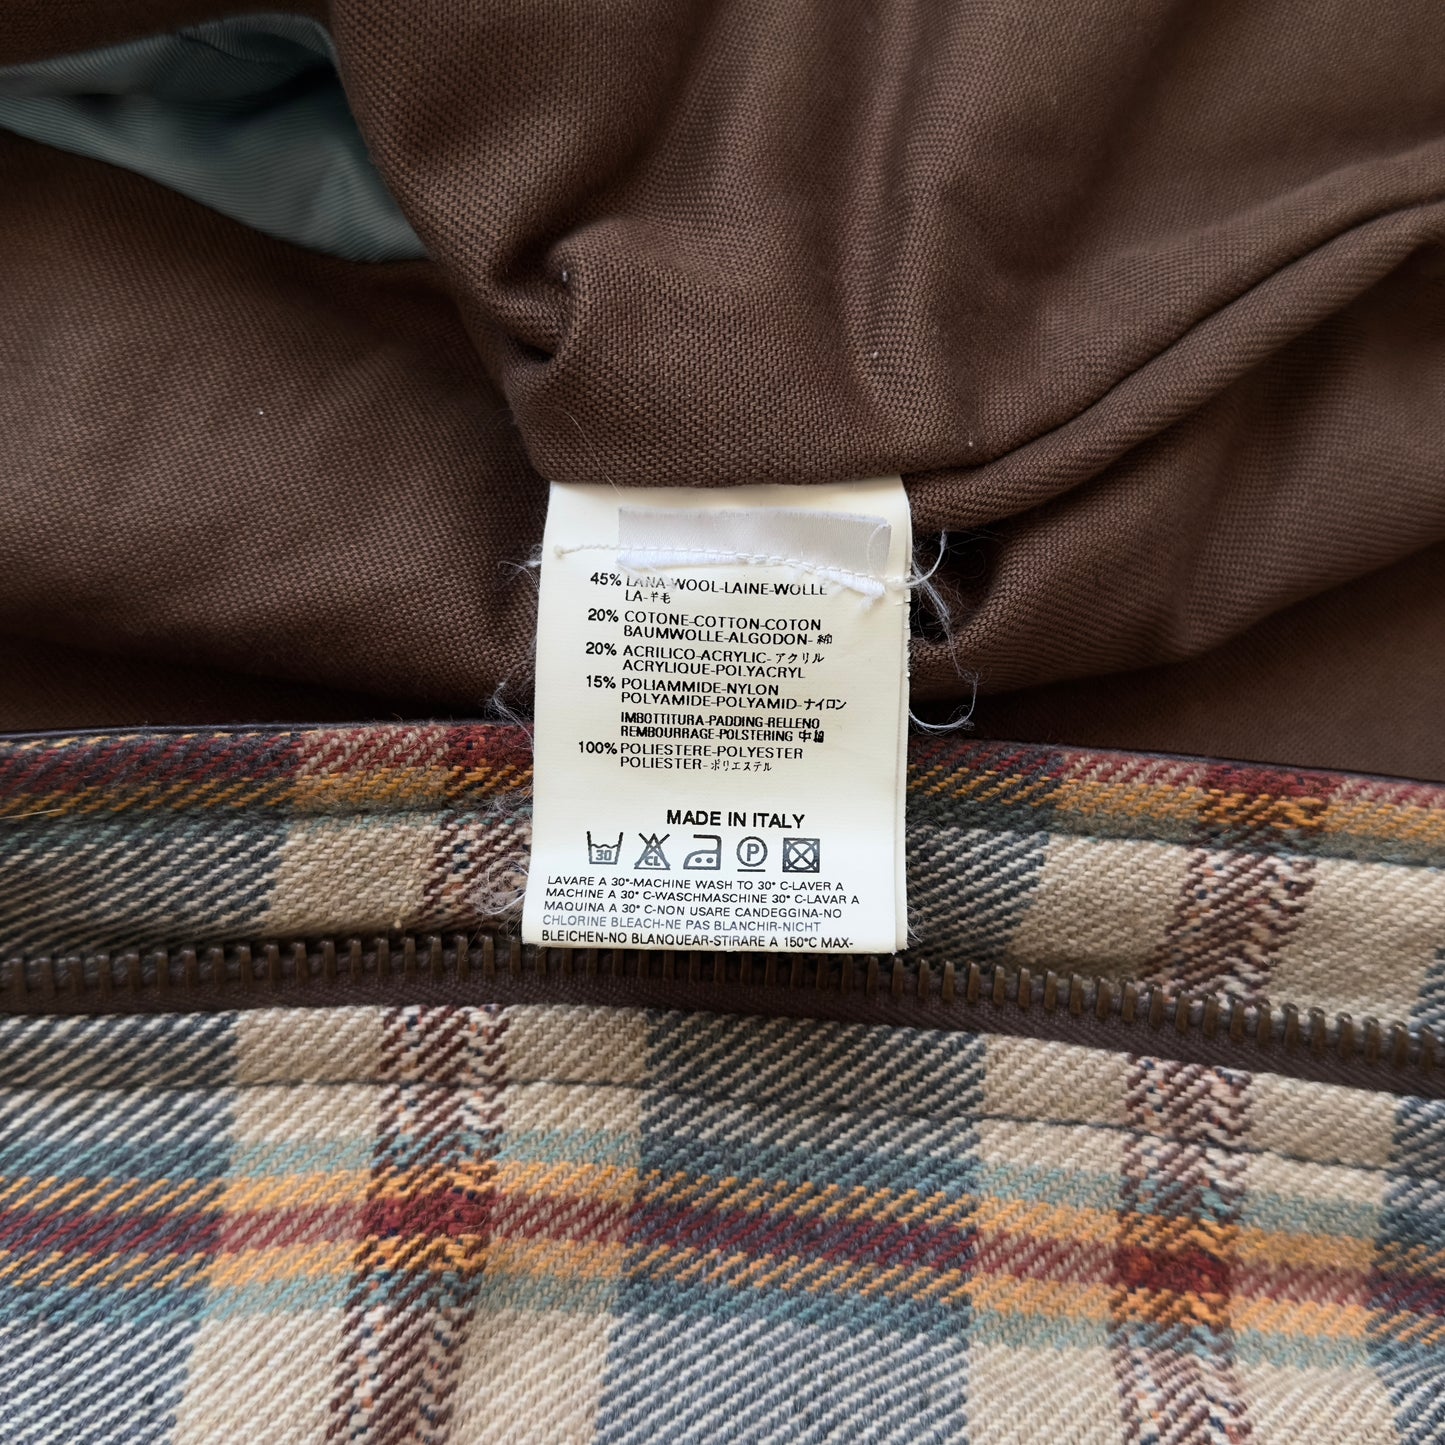 45% LANA-WOOL-LAINE-WOLLE
LA-羊毛
20% COTONE-COTTON-COTON
BAUMWOLLE-ALGODON-綿
20% ACRILICO-ACRYLIC-アクリル
ACRYLIQUE-POLYACRYL
15% POLIAMMIDE-NYLON
POLYAMIDE-POLYAMID-ナイロン
IMBOTTITURA-PADDING-RELLENO
REMBOURRAGE-POLSTERING 中綿
100% POLIESTERE-POLYESTER
POLIESTER-ポリエステル
MADE IN ITALY
30 CL P
LAVARE A 30°-MACHINE WASH TO 30° C-LAVER A
MACHINE A 30° C-WASCHMASCHINE 30° C-LAVAR A
MAQUINA A 30° C-NON USARE CANDEGGINA-NO
CHLORINE BLEACH-NE PAS BLANCHIR-NICHT
BLEICHEN-NO BLANQUEAR-STIRARE A 150°C MAX-